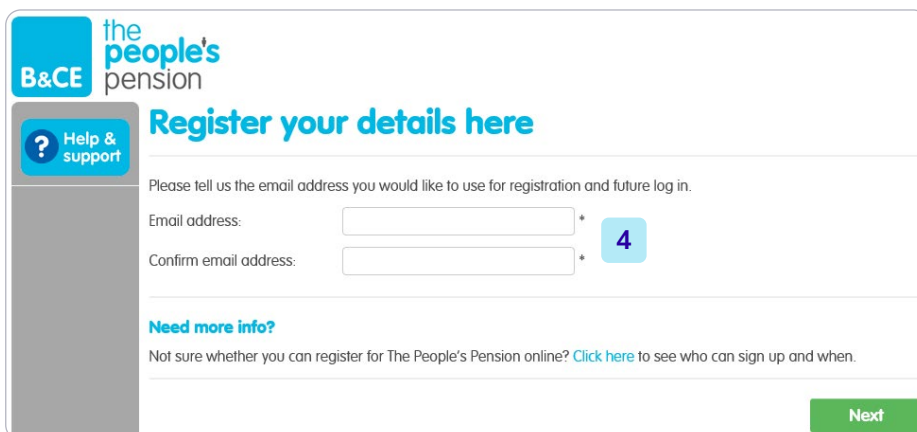 B&CE
the
people's
pension
? Help &
support
Register your details here
Please tell us the email address you would like to use for registration and future log in.
Email address: *
4
Confirm email address: *
Need more info?
Not sure whether you can register for The People's Pension online? Click here to see who can sign up and when.
Next